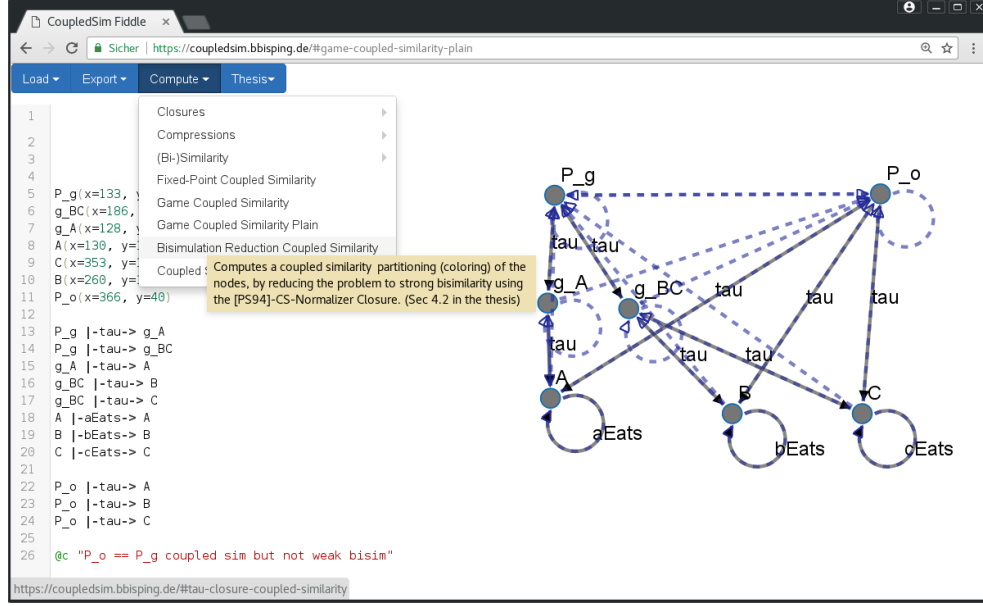 CoupledSim Fiddle
Sicher | https://coupledsim.bbisping.de/#game-coupled-similarity-plain
Load Export Compute Thesis
Closures
Compressions
(Bi-)Similarity
Fixed-Point Coupled Similarity
Game Coupled Similarity
Game Coupled Similarity Plain
Bisimulation Reduction Coupled Similarity
Coupled S
Computes a coupled similarity partitioning (coloring) of the
nodes, by reducing the problem to strong bisimilarity using
the [PS94]-CS-Normalizer Closure. (Sec 4.2 in the thesis)
1
2
3
4
5 P_g(x=133, y
6 g_BC(x=186,
7 g_A(x=128, y
8 A(x=130, y=
9 C(x=353, y=
10 B(x=260, y=
11 P_o(x=366, y=40)
12
13 P_g |-tau-> g_A
14 P_g |-tau-> g_BC
15 g_A |-tau-> A
16 g_BC |-tau-> B
17 g_BC |-tau-> C
18 A |-aEats-> A
19 B |-bEats-> B
20 C |-cEats-> C
21
22 P_o |-tau-> A
23 P_o |-tau-> B
24 P_o |-tau-> C
25
26 @c "P_o == P_g coupled sim but not weak bisim"
P_g
P_o
tau
tau
g_A
g_BC
tau
tau
tau
tau
tau
tau
A
B
C
aEats
bEats
cEats
https://coupledsim.bbisping.de/#tau-closure-coupled-similarity